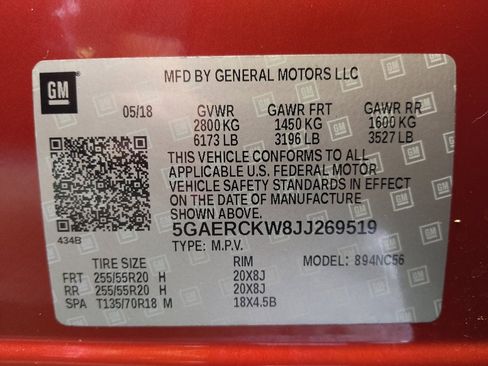 GM
MFD BY GENERAL MOTORS LLC
05/18 GVWR GAWR FRT GAWR RR
2800 KG 1450 KG 1600 KG
6173 LB 3196 LB 3527 LB
THIS VEHICLE CONFORMS TO ALL
APPLICABLE U.S. FEDERAL MOTOR
VEHICLE SAFETY STANDARDS IN EFFECT
ON THE DATE OF MANUFACTURE
SHOWN ABOVE.
434B
5GAERCKW8JJ269519
TYPE: M.P.V. MODEL: 894NC56
TIRE SIZE RIM
FRT 255/55R20 H 20X8J
RR 255/55R20 H 20X8J
SPA T135/70R18 M 18X4.5B